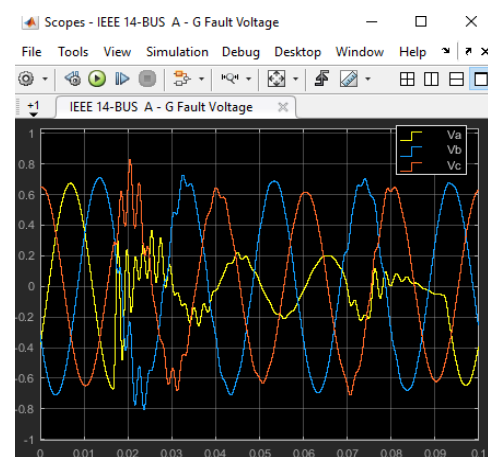 Scopes - IEEE 14-BUS A - G Fault Voltage
File Tools View Simulation Debug Desktop Window Help
+1 IEEE 14-BUS A - G Fault Voltage
Va
Vb
Vc
1
0.8
0.6
0.4
0.2
0
-0.2
-0.4
-0.6
-0.8
-1
0 0.01 0.02 0.03 0.04 0.05 0.06 0.07 0.08 0.09 0.1